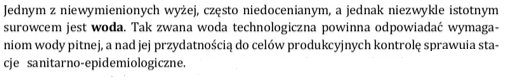 Jednym z niewymienionych wyżej, często niedocenianym, a jednak niezwykle istotnym
surowcem jest woda. Tak zwana woda technologiczna powinna odpowiadać wymaga-
niom wody pitnej, a nad jej przydatnością do celów produkcyjnych kontrolę sprawuia sta-
cje sanitarno-epidemiologiczne.